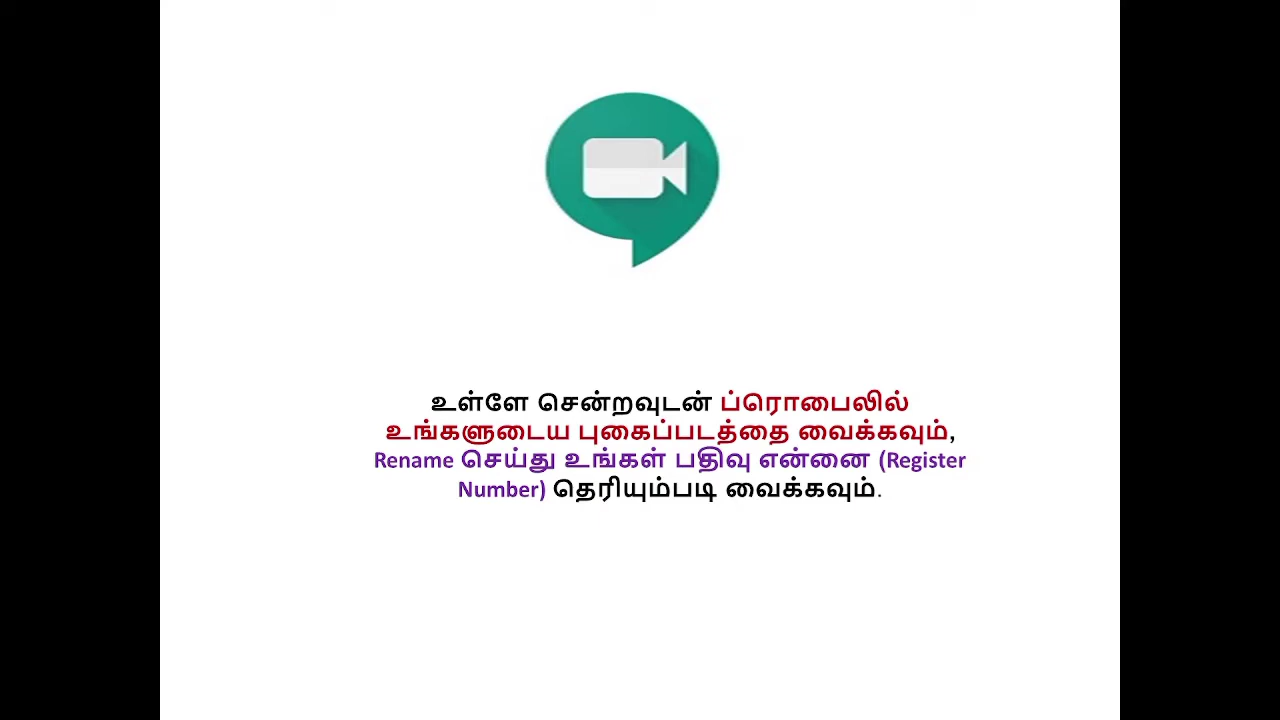 உள்ளே சென்றவுடன் ப்ரொபைலில்
உங்களுடைய புகைப்படத்தை வைக்கவும்,
Rename செய்து உங்கள் பதிவு என்னை (Register
Number) தெரியும்படி வைக்கவும்.